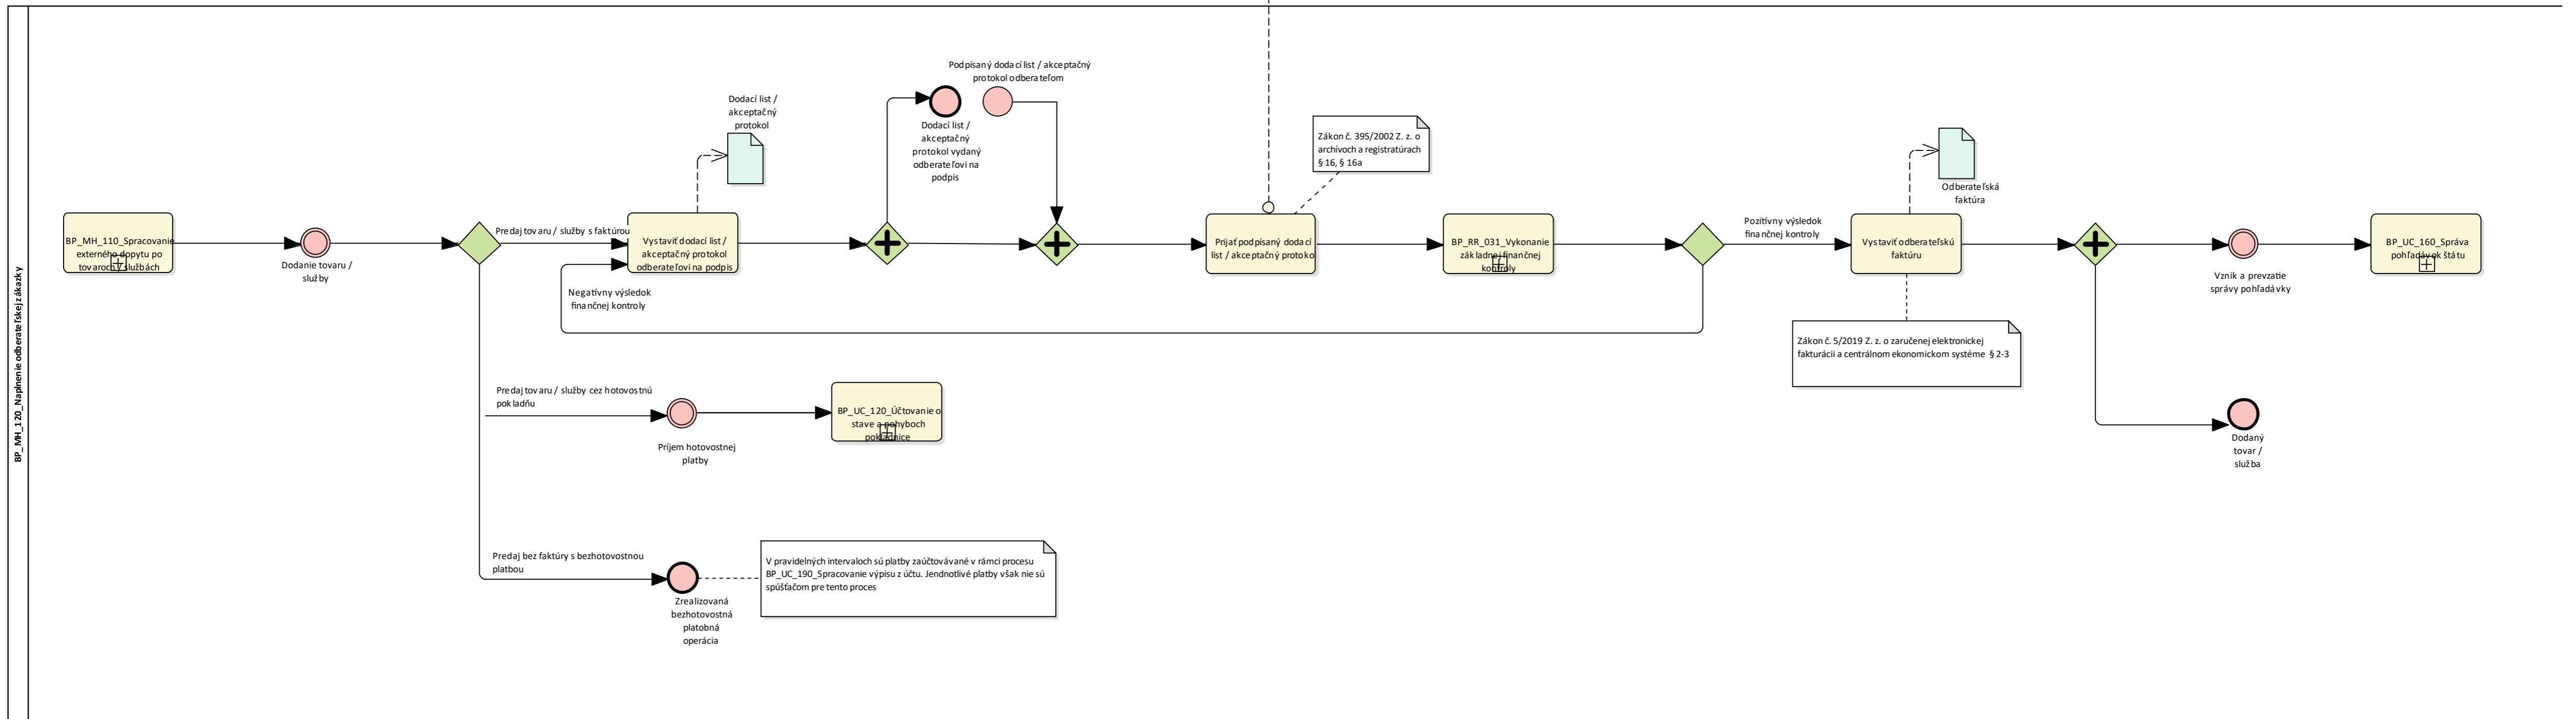 BP_MH_120_Naplnenie odberateľskej zákazky
BP_MH_110_Spracovanie
externého dopytu po
tovaroch / službách
Dodanie tovaru /
služby
Predaj tovaru / služby s faktúrou
Vystaviť dodací list /
akceptačný protokol
odberateľovi na podpis
Dodací list /
akceptačný
protokol
Dodací list /
akceptačný
protokol vydaný
odberateľovi na
podpis
Podpísaný dodací list / akceptačný
protokol odberateľom
Prijať podpísaný dodací
list / akceptačný protokol
Zákon č. 395/2002 Z. z. o
archívoch a registratúrach
§ 16, § 16a
BP_RR_031_Vykonanie
základnej finančnej
kontroly
Pozitívny výsledok
finančnej kontroly
Negatívny výsledok
finančnej kontroly
Vystaviť odberateľskú
faktúru
Odberateľská
faktúra
Zákon č. 5/2019 Z. z. o zaručenej elektronickej
fakturácii a centrálnom ekonomickom systéme § 2-3
Vznik a prevzatie
správy pohľadávky
BP_UC_160_Správa
pohľadávok štátu
Dodaný
tovar /
služba
Predaj tovaru / služby cez hotovostnú
pokladňu
Príjem hotovostnej
platby
BP_UC_120_Účtovanie o
stave a pohyboch
pokladnice
Predaj bez faktúry s bezhotovostnou
platbou
Zrealizovaná
bezhotovostná
platobná
operácia
V pravidelných intervaloch sú platby zaúčtovávané v rámci procesu
BP_UC_190_Spracovanie výpisu z účtu. Jendnotlivé platby však nie sú
spúšťačom pre tento proces